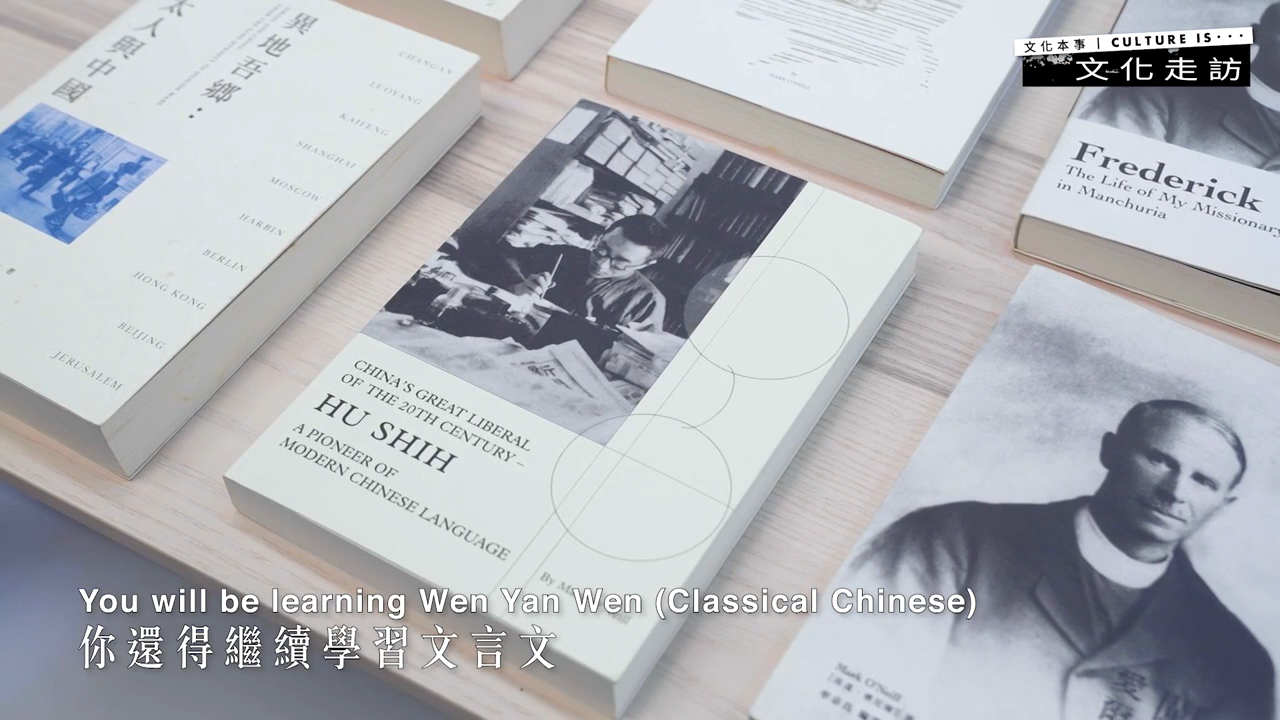 文化本事 | CULTURE IS···
文化走訪
異地吾鄉：
太人與中國
CHANGAN
LUOYANG
KAIFENG
SHANGHAI
MOSCOW
HARBIN
BERLIN
HONG KONG
BEIJING
JERUSALEM
CHINA'S GREAT LIBERAL
OF THE 20TH CENTURY –
HU SHIH
A PIONEER OF
MODERN CHINESE LANGUAGE
By
Frederick
The Life of My Missionary
in Manchuria
Mark O'Neill
You will be learning Wen Yan Wen (Classical Chinese)
你還得繼續學習文言文